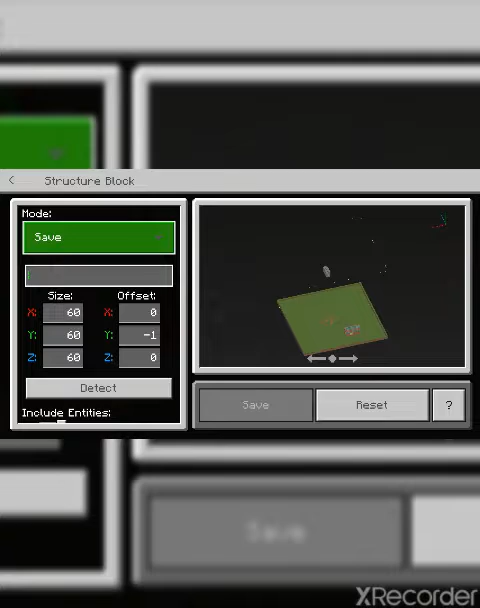 Structure Block
Mode:
Save
Size: Offset:
X: 60 X: 0
Y: 60 Y: -1
Z: 60 Z: 0
Detect
Include Entities:
Save Reset ?
Save
XRecorder